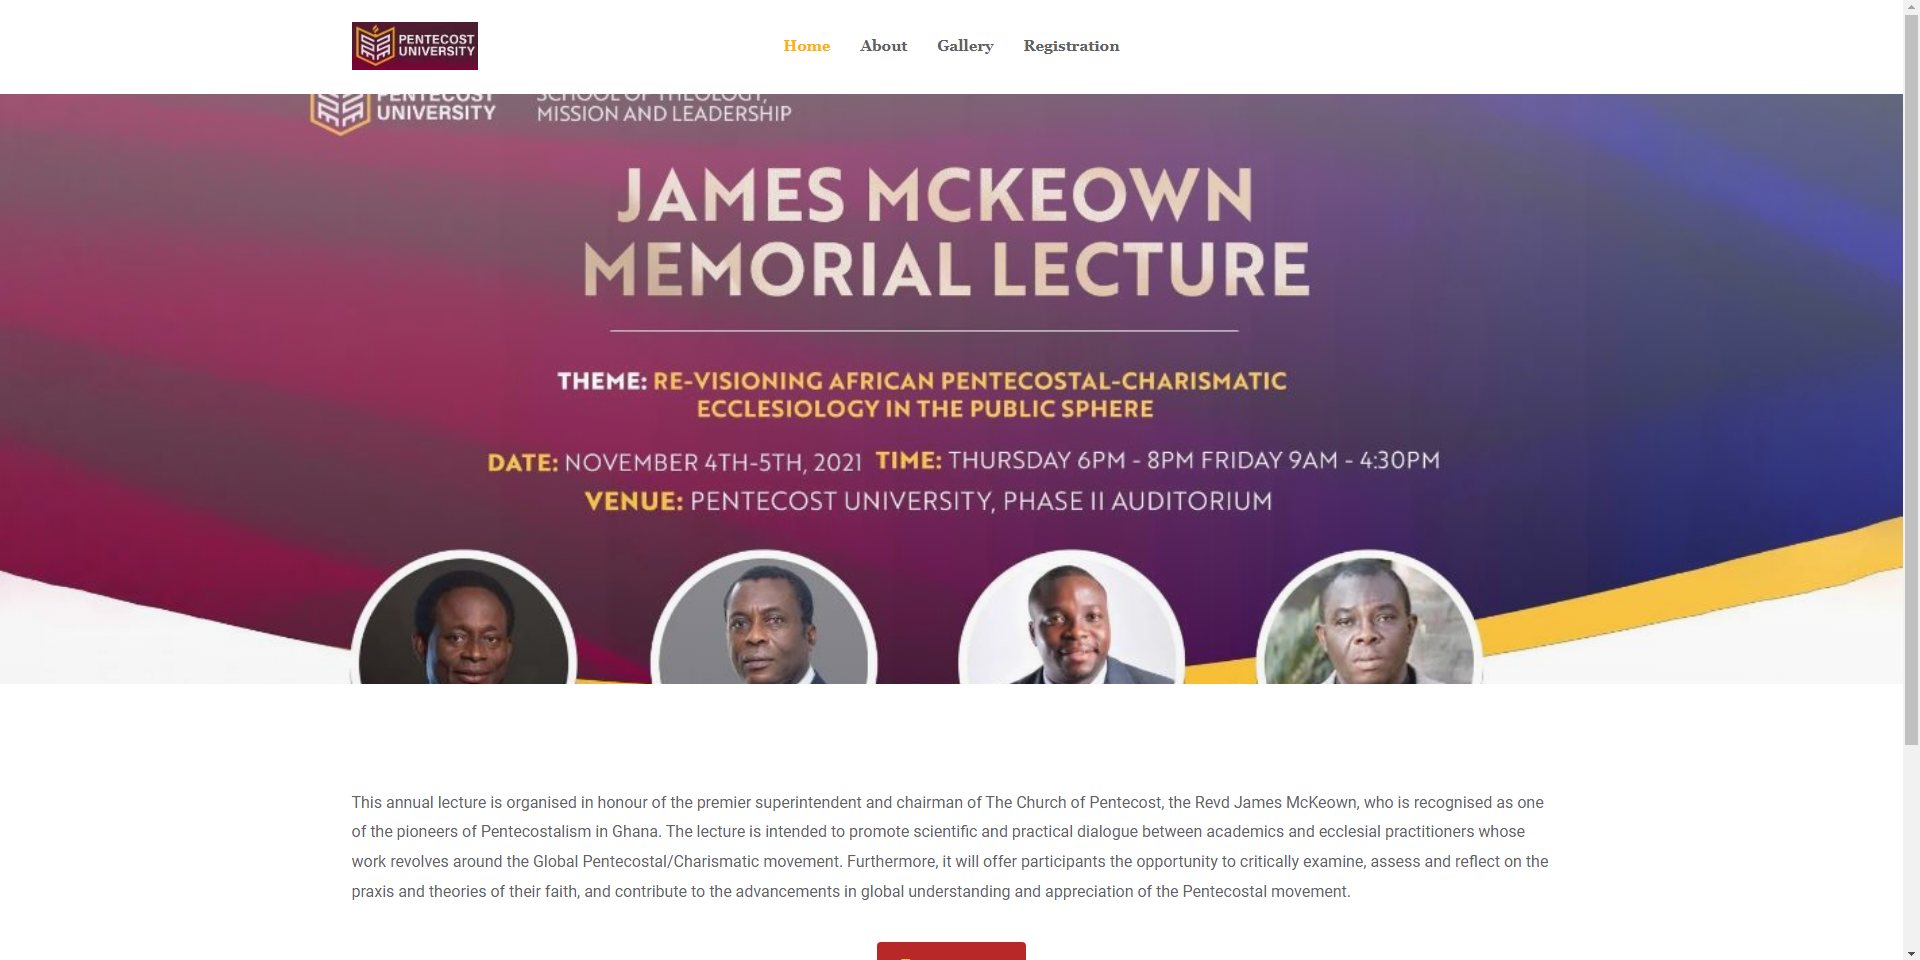 PENTECOST
UNIVERSITY
Home
About
Gallery
Registration
PENTECOST
UNIVERSITY
SCHOOL OF THEOLOGY,
MISSION AND LEADERSHIP
JAMES MCKEOWN
MEMORIAL LECTURE
THEME: RE-VISIONING AFRICAN PENTECOSTAL-CHARISMATIC
ECCLESIOLOGY IN THE PUBLIC SPHERE
DATE: NOVEMBER 4TH-5TH, 2021 TIME: THURSDAY 6PM - 8PM FRIDAY 9AM - 4:30PM
VENUE: PENTECOST UNIVERSITY, PHASE II AUDITORIUM
This annual lecture is organised in honour of the premier superintendent and chairman of The Church of Pentecost, the Revd James McKeown, who is recognised as one
of the pioneers of Pentecostalism in Ghana. The lecture is intended to promote scientific and practical dialogue between academics and ecclesial practitioners whose
work revolves around the Global Pentecostal/Charismatic movement. Furthermore, it will offer participants the opportunity to critically examine, assess and reflect on the
praxis and theories of their faith, and contribute to the advancements in global understanding and appreciation of the Pentecostal movement.